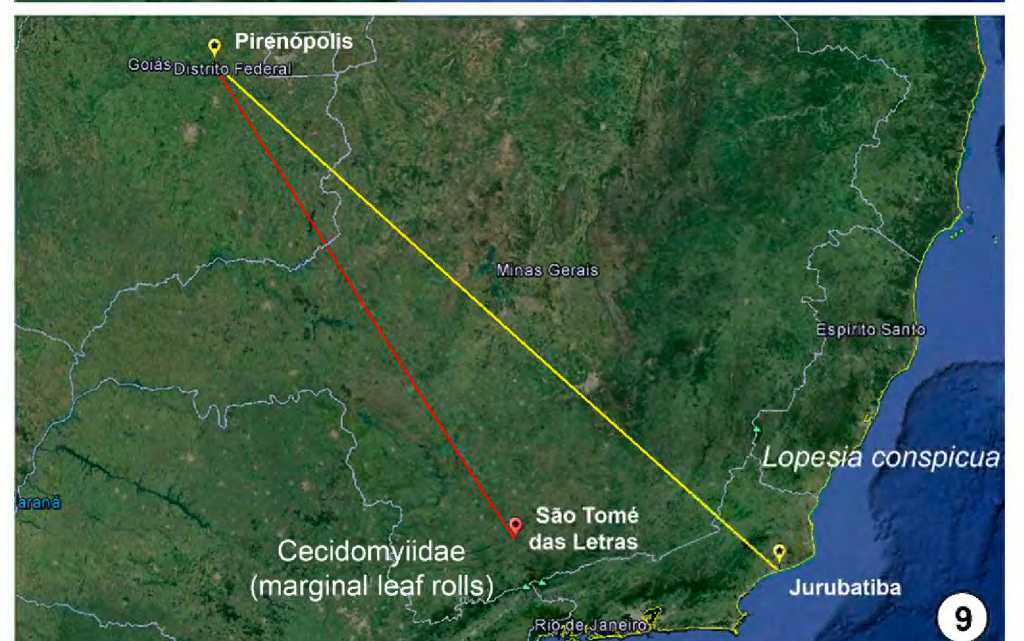 Pirenópolis
Goiás
Distrito Federal
Minas Gerais
Espírito Santo
Lopesia conspicua
araná
São Tomé
das Letras
Cecidomyiidae
(marginal leaf rolls)
Jurubatiba
Rio de Janeiro
9